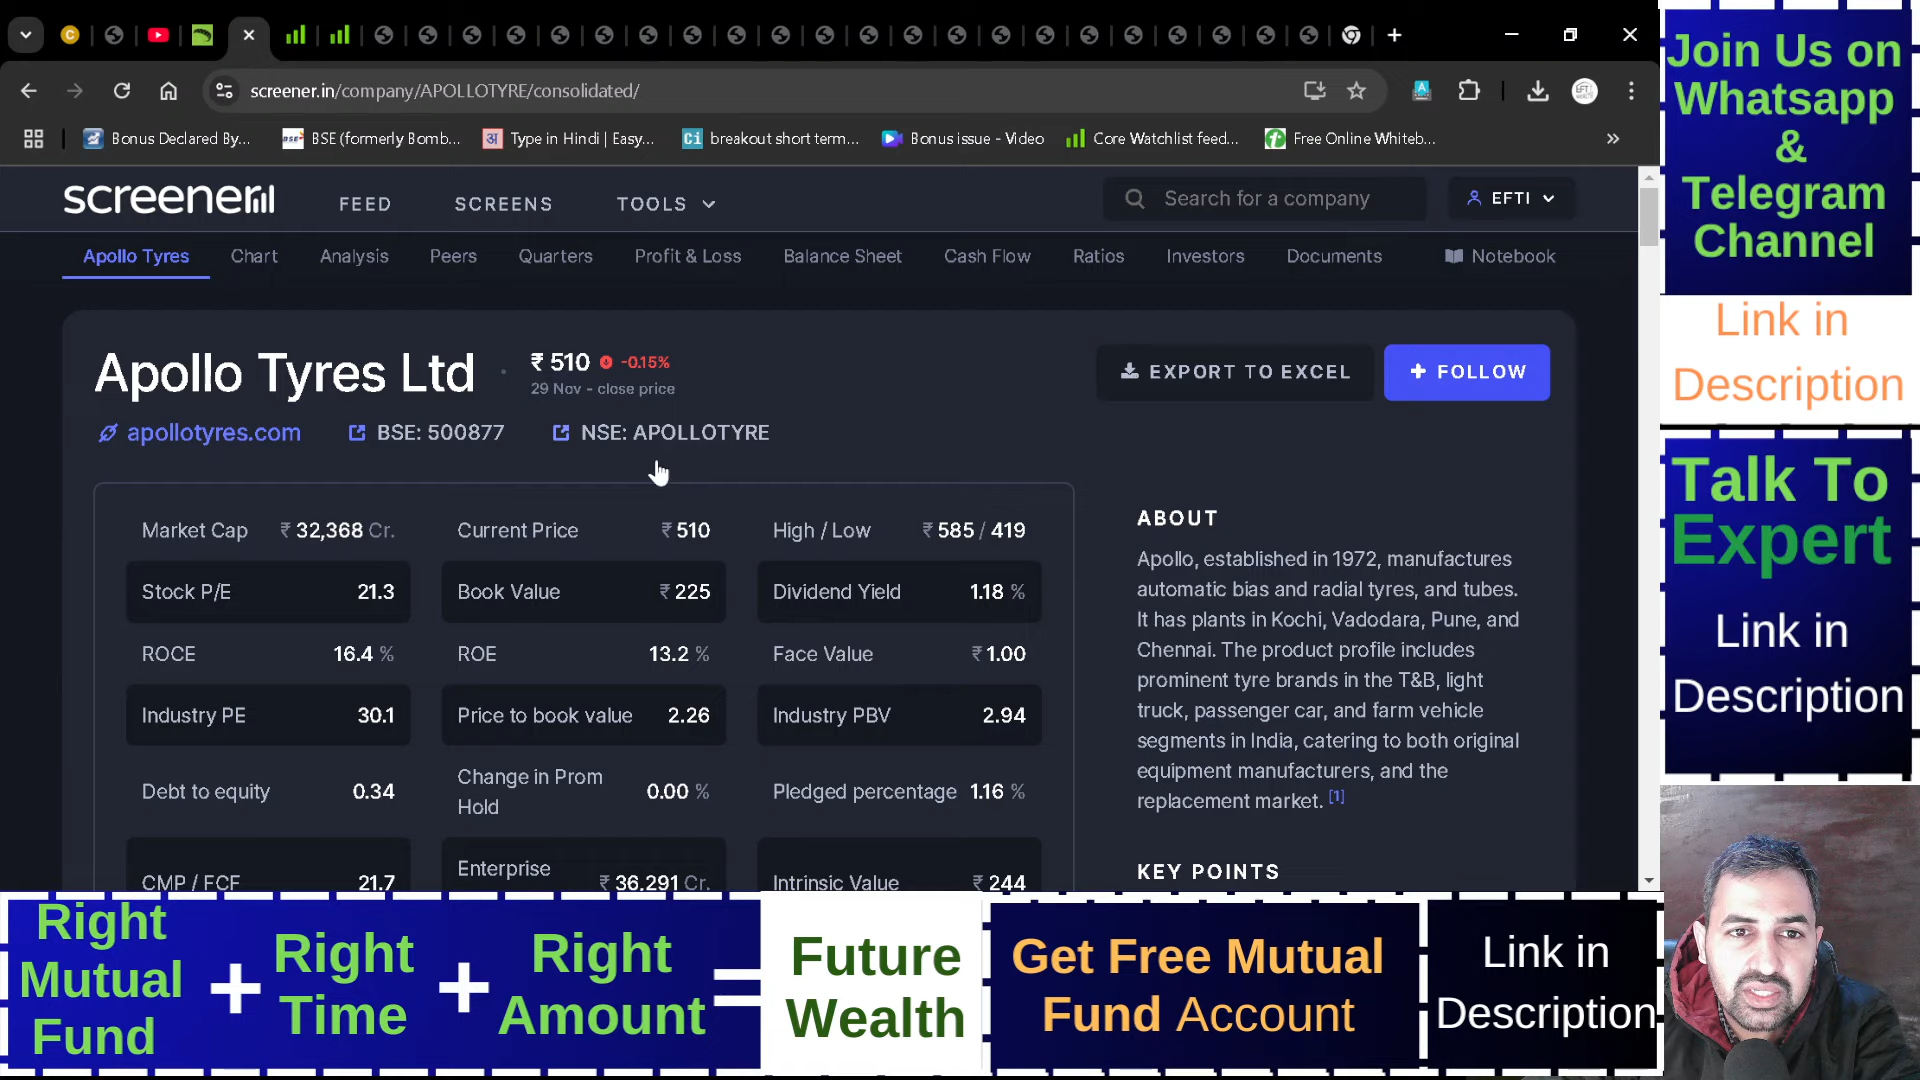 screener.in/company/APOLLOTYRE/consolidated/
Bonus Declared By...
BSE (formerly Bomb...
Type in Hindi | Easy...
breakout short term...
Bonus issue - Video
Core Watchlist feed...
Free Online Whiteb...
»
screener
FEED
SCREENS
TOOLS
Search for a company
EFTI
Apollo Tyres
Chart
Analysis
Peers
Quarters
Profit & Loss
Balance Sheet
Cash Flow
Ratios
Investors
Documents
Notebook
Apollo Tyres Ltd
₹ 510 -0.15%
29 Nov - close price
EXPORT TO EXCEL
+ FOLLOW
apollotyres.com
BSE: 500877
NSE: APOLLOTYRE
Market Cap ₹ 32,368 Cr.
Current Price ₹ 510
High / Low ₹ 585 / 419
Stock P/E 21.3
Book Value ₹ 225
Dividend Yield 1.18 %
ROCE 16.4 %
ROE 13.2 %
Face Value ₹ 1.00
Industry PE 30.1
Price to book value 2.26
Industry PBV 2.94
Debt to equity 0.34
Change in Prom
Hold 0.00 %
Pledged percentage 1.16 %
CMP / FCF 21.7
Enterprise
₹ 36,291 Cr.
Intrinsic Value ₹ 244
ABOUT
Apollo, established in 1972, manufactures
automatic bias and radial tyres, and tubes.
It has plants in Kochi, Vadodara, Pune, and
Chennai. The product profile includes
prominent tyre brands in the T&B, light
truck, passenger car, and farm vehicle
segments in India, catering to both original
equipment manufacturers, and the
replacement market. [1]
KEY POINTS
Join Us on
Whatsapp
&
Telegram
Channel
Link in
Description
Talk To
Expert
Link in
Description
Right
Mutual
Fund
+
Right
Time
+
Right
Amount
=
Future
Wealth
Get Free Mutual
Fund Account
Link in
Description